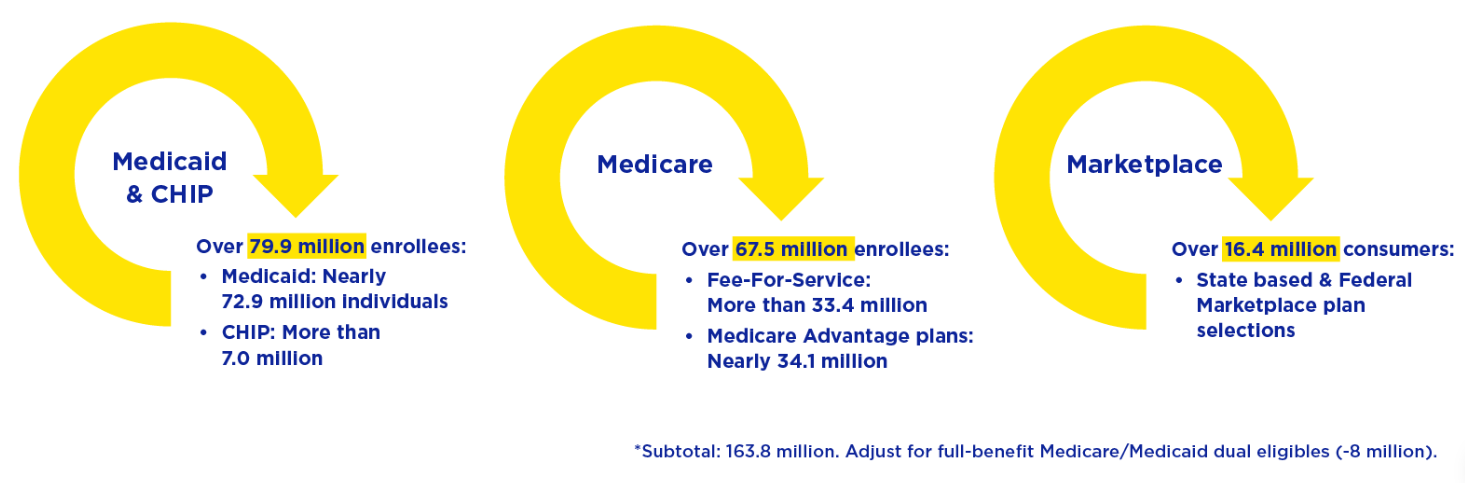 Medicaid
& CHIP
Over 79.9 million enrollees:
• Medicaid: Nearly
72.9 million individuals
• CHIP: More than
7.0 million
Medicare
Over 67.5 million enrollees:
• Fee-For-Service:
More than 33.4 million
• Medicare Advantage plans:
Nearly 34.1 million
Marketplace
Over 16.4 million consumers:
• State based & Federal
Marketplace plan
selections
*Subtotal: 163.8 million. Adjust for full-benefit Medicare/Medicaid dual eligibles (-8 million).